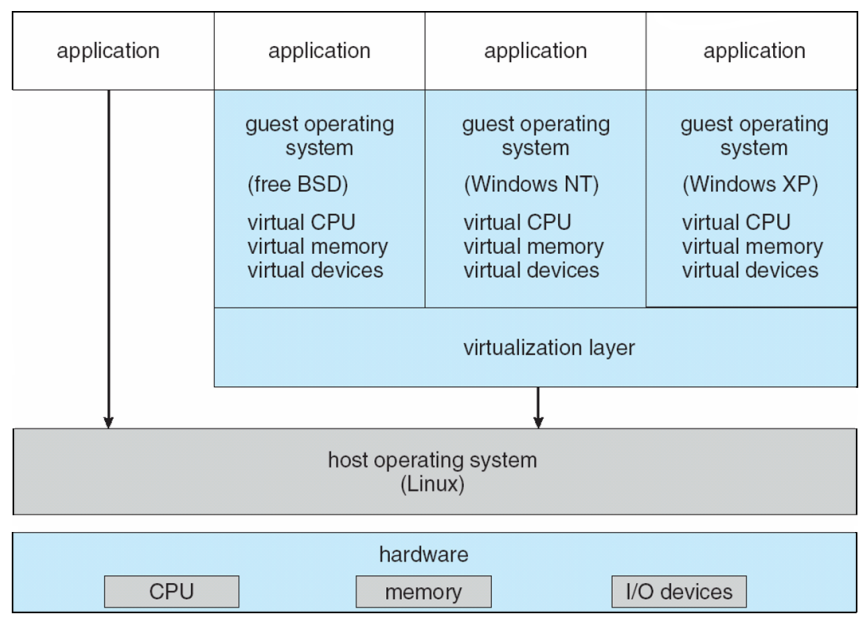 application
application
application
application
guest operating
system
(free BSD)
virtual CPU
virtual memory
virtual devices
guest operating
system
(Windows NT)
virtual CPU
virtual memory
virtual devices
guest operating
system
(Windows XP)
virtual CPU
virtual memory
virtual devices
virtualization layer
host operating system
(Linux)
hardware
CPU
memory
I/O devices